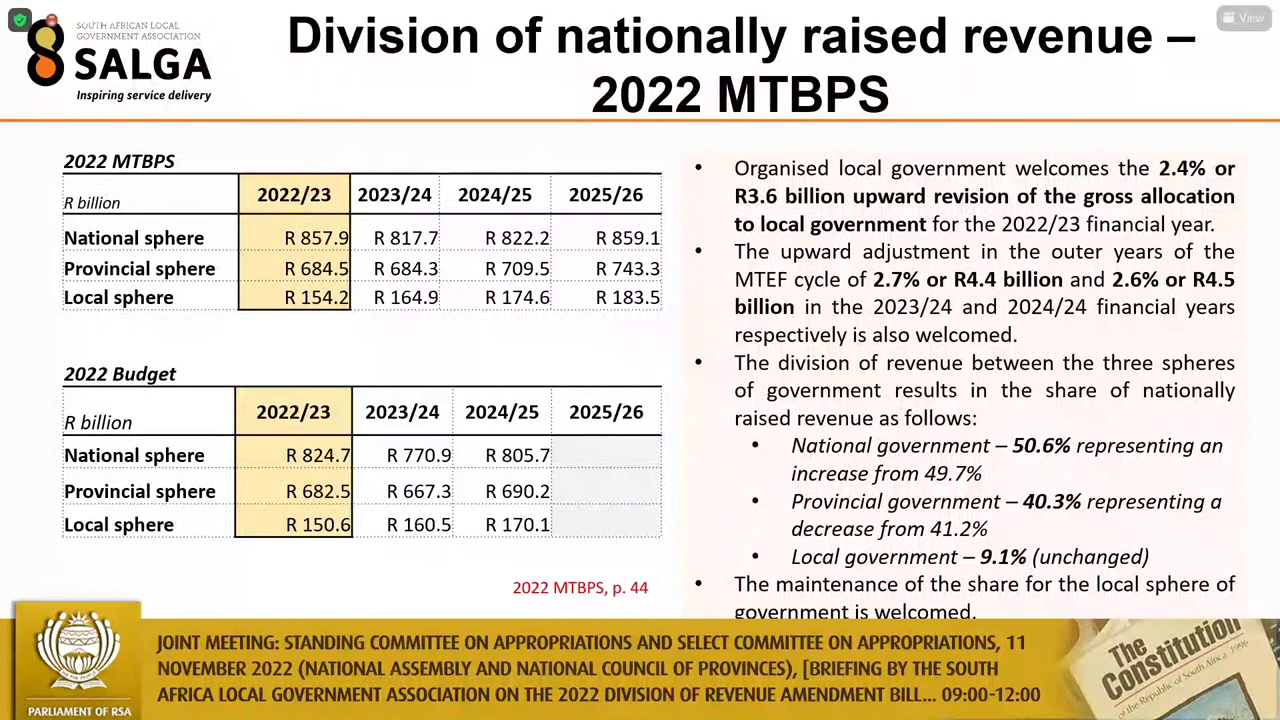 SOUTH AFRICAN LOCAL
GOVERNMENT ASSOCIATION
SALGA
Inspiring service delivery
Division of nationally raised revenue –
2022 MTBPS
View
2022 MTBPS
R billion 2022/23 2023/24 2024/25 2025/26
National sphere R 857.9 R 817.7 R 822.2 R 859.1
Provincial sphere R 684.5 R 684.3 R 709.5 R 743.3
Local sphere R 154.2 R 164.9 R 174.6 R 183.5
2022 Budget
R billion 2022/23 2023/24 2024/25 2025/26
National sphere R 824.7 R 770.9 R 805.7
Provincial sphere R 682.5 R 667.3 R 690.2
Local sphere R 150.6 R 160.5 R 170.1
2022 MTBPS, p. 44
• Organised local government welcomes the 2.4% or
R3.6 billion upward revision of the gross allocation
to local government for the 2022/23 financial year.
• The upward adjustment in the outer years of the
MTEF cycle of 2.7% or R4.4 billion and 2.6% or R4.5
billion in the 2023/24 and 2024/24 financial years
respectively is also welcomed.
• The division of revenue between the three spheres
of government results in the share of nationally
raised revenue as follows:
• National government – 50.6% representing an
increase from 49.7%
• Provincial government – 40.3% representing a
decrease from 41.2%
• Local government – 9.1% (unchanged)
• The maintenance of the share for the local sphere of
government is welcomed.
JOINT MEETING: STANDING COMMITTEE ON APPROPRIATIONS AND SELECT COMMITTEE ON APPROPRIATIONS, 11
NOVEMBER 2022 (NATIONAL ASSEMBLY AND NATIONAL COUNCIL OF PROVINCES), [BRIEFING BY THE SOUTH
AFRICA LOCAL GOVERNMENT ASSOCIATION ON THE 2022 DIVISION OF REVENUE AMENDMENT BILL... 09:00-12:00
PARLIAMENT OF RSA
The
Constitution
of the Republic of South Africa, 1996